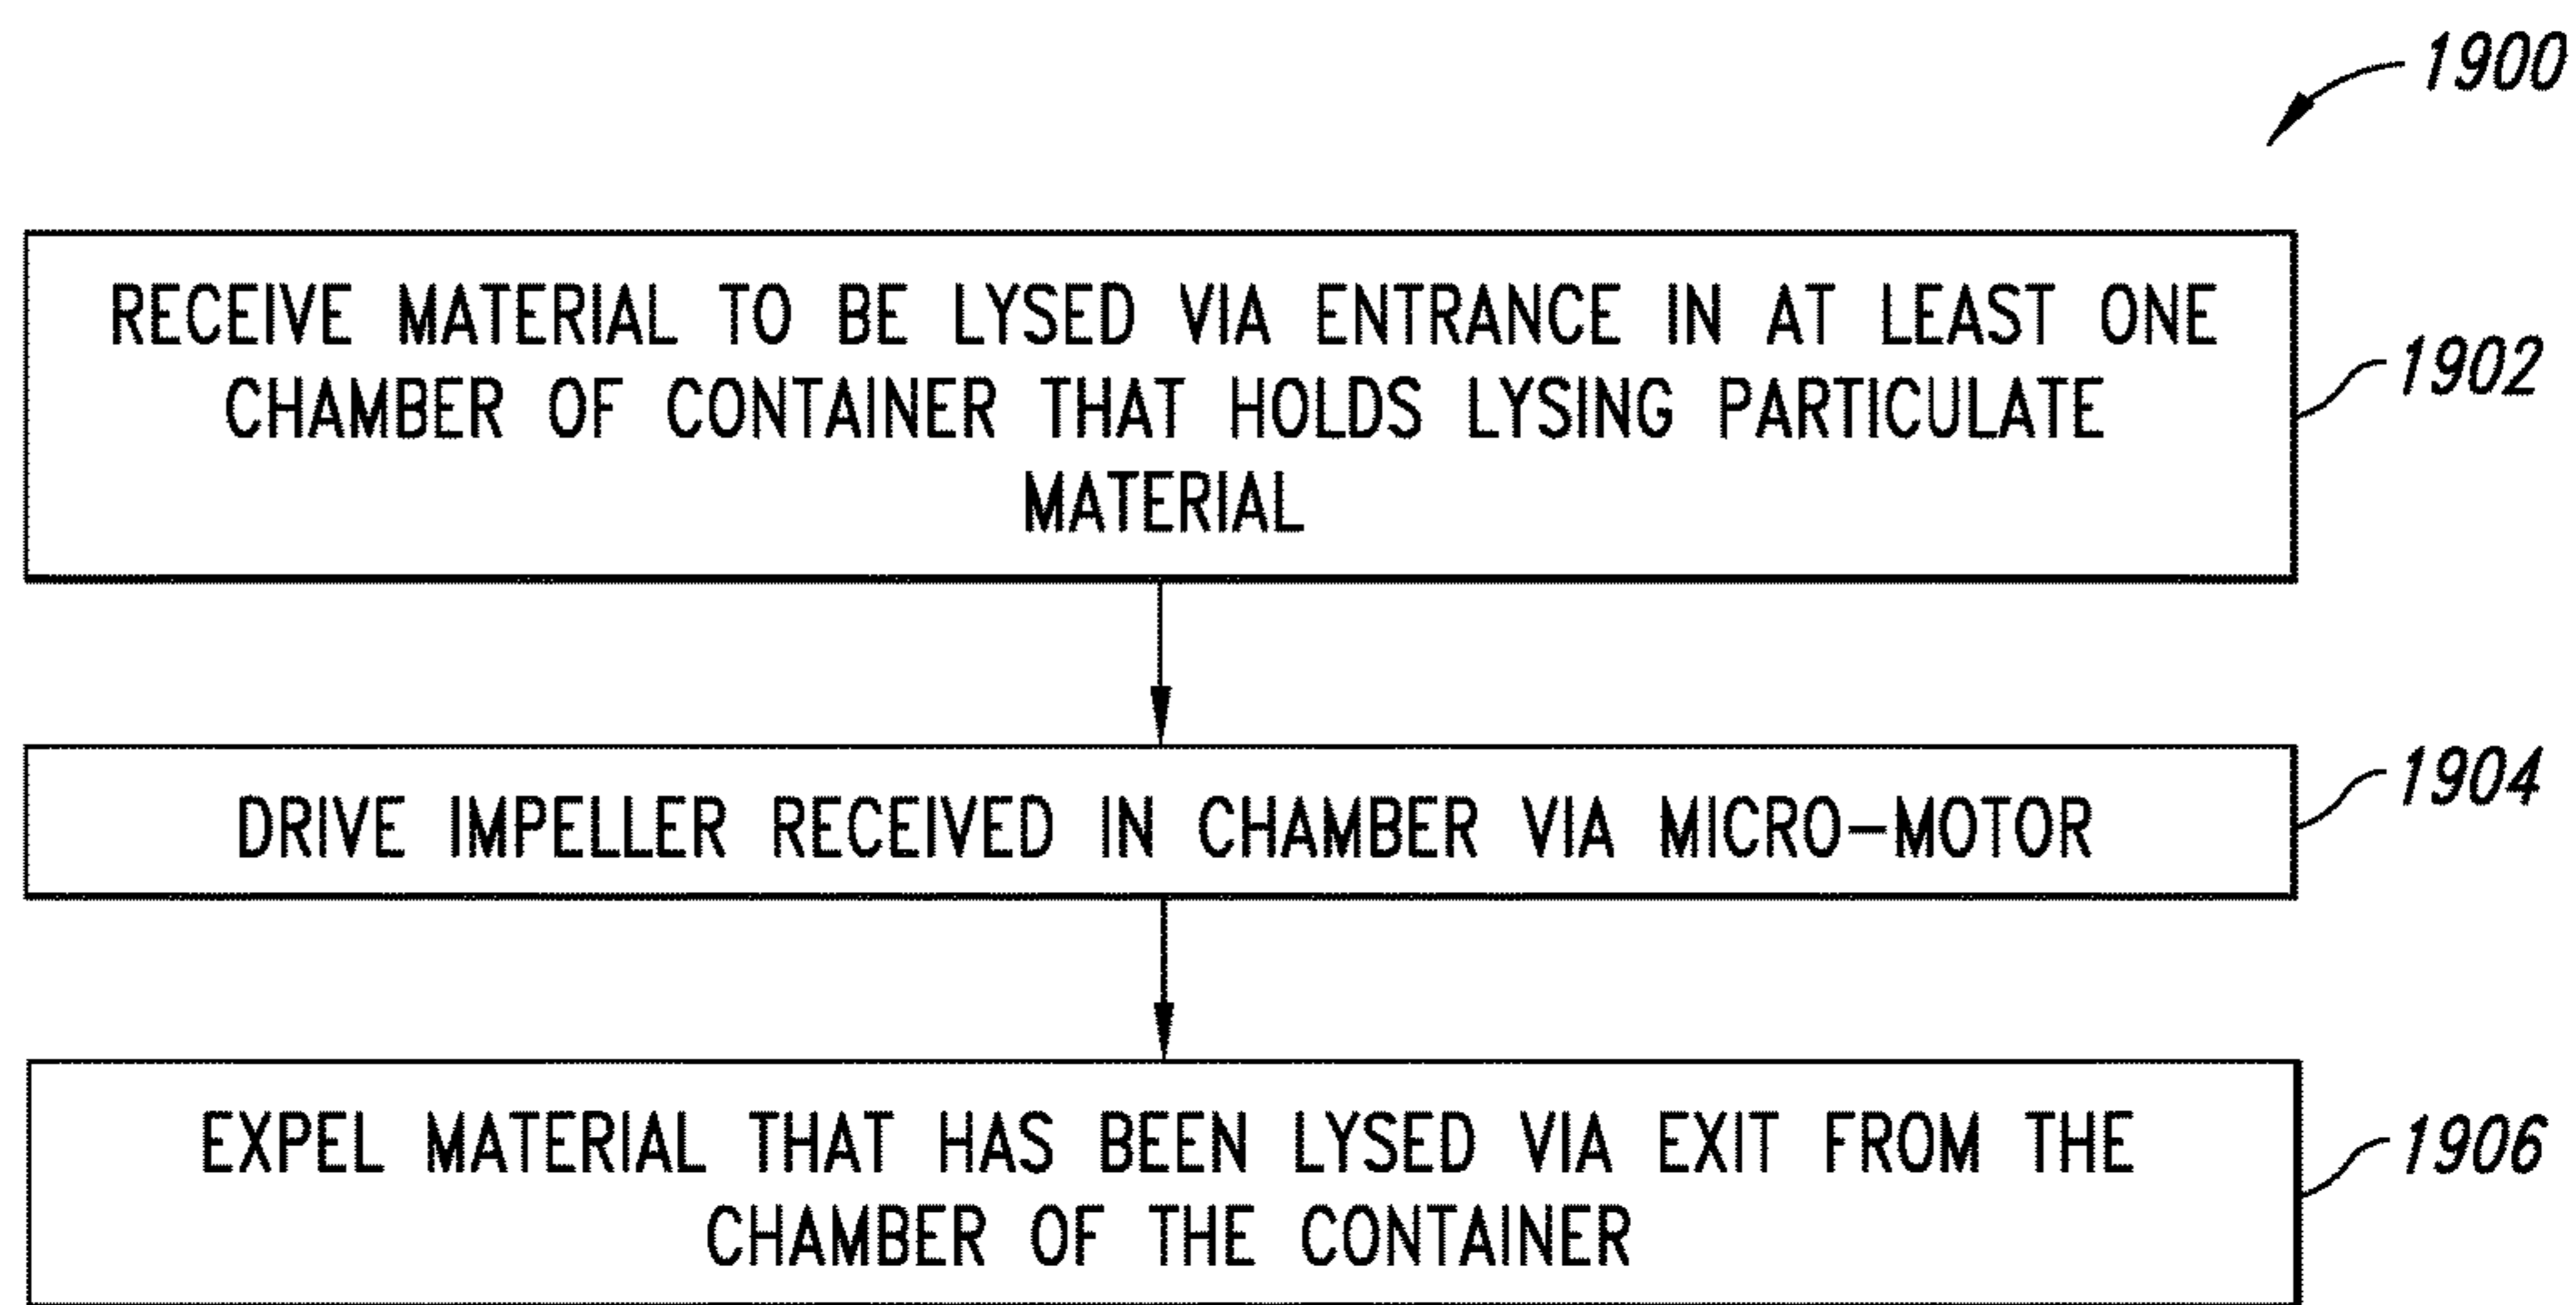 1900
RECEIVE MATERIAL TO BE LYSED VIA ENTRANCE IN AT LEAST ONE
CHAMBER OF CONTAINER THAT HOLDS LYSING PARTICULATE
MATERIAL
1902
DRIVE IMPELLER RECEIVED IN CHAMBER VIA MICRO-MOTOR
1904
EXPEL MATERIAL THAT HAS BEEN LYSED VIA EXIT FROM THE
CHAMBER OF THE CONTAINER
1906